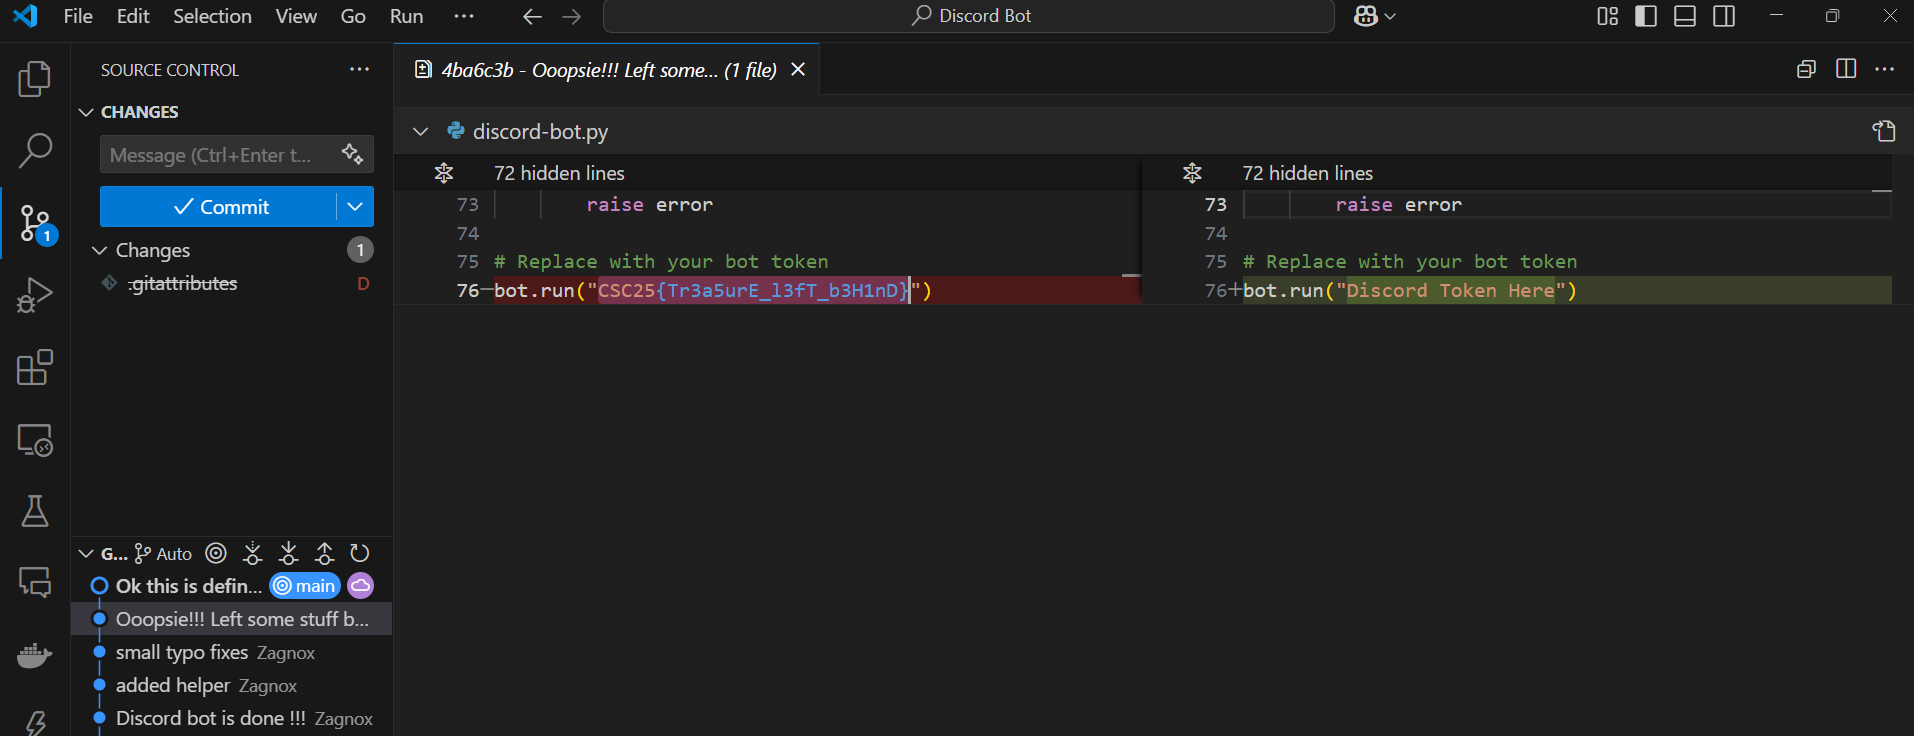 File Edit Selection View Go Run ··· Discord Bot
SOURCE CONTROL ···
CHANGES
Message (Ctrl+Enter t...
Commit
Changes 1
.gitattributes D
1
G... Auto
Ok this is defin... main
Ooopsie!!! Left some stuff b...
small typo fixes Zagnox
added helper Zagnox
Discord bot is done !!! Zagnox
4ba6c3b - Ooopsie!!! Left some... (1 file)
discord-bot.py
72 hidden lines
73 raise error
74
75 # Replace with your bot token
76-bot.run("CSC25{Tr3a5urE_l3fT_b3H1nD}")
72 hidden lines
73 raise error
74
75 # Replace with your bot token
76+bot.run("Discord Token Here")